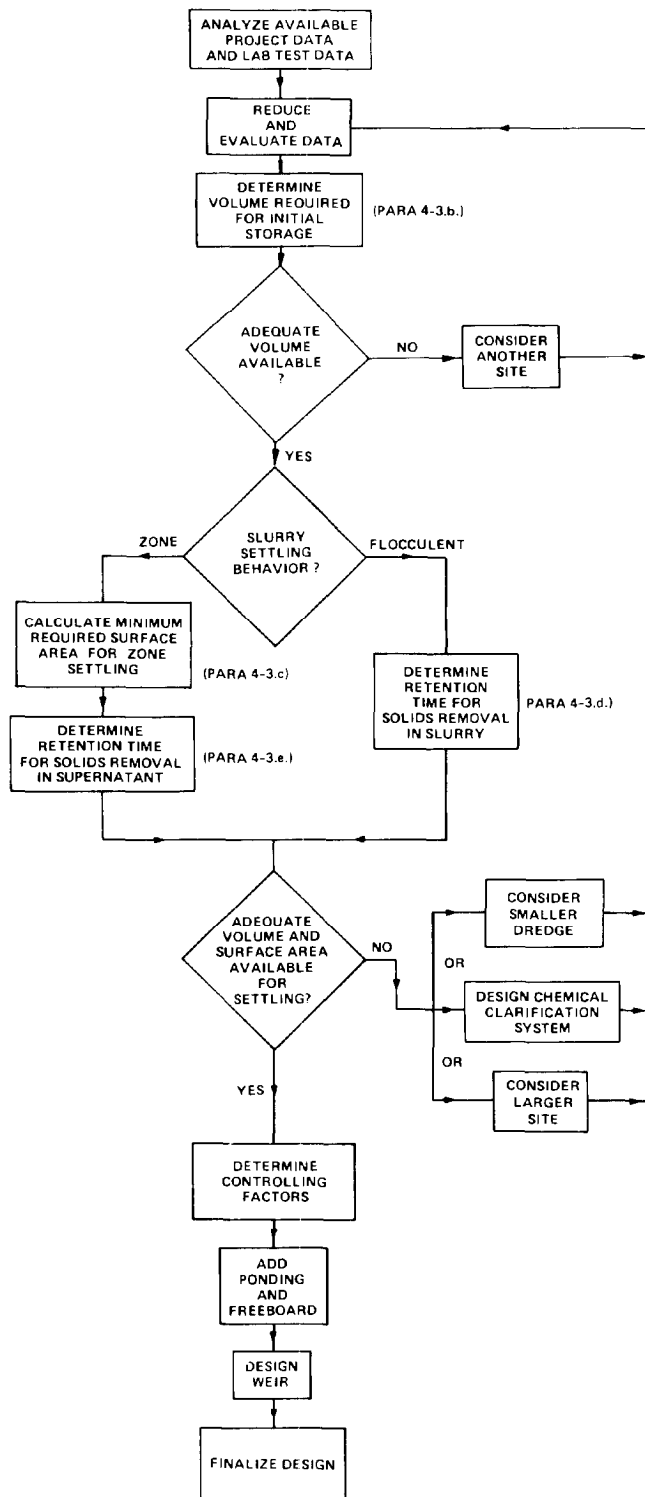 ANALYZE AVAILABLE
PROJECT DATA
AND LAB TEST DATA
REDUCE
AND
EVALUATE DATA
DETERMINE
VOLUME REQUIRED
FOR INITIAL
STORAGE
(PARA 4-3.b.)
ADEQUATE
VOLUME
AVAILABLE
?
NO
CONSIDER
ANOTHER
SITE
YES
SLURRY
SETTLING
BEHAVIOR ?
ZONE
FLOCCULENT
CALCULATE MINIMUM
REQUIRED SURFACE
AREA FOR ZONE
SETTLING
(PARA 4-3.c)
DETERMINE
RETENTION TIME
FOR SOLIDS REMOVAL
IN SUPERNATANT
(PARA 4-3.e.)
DETERMINE
RETENTION
TIME FOR
SOLIDS REMOVAL
IN SLURRY
PARA 4-3.d.)
ADEQUATE
VOLUME AND
SURFACE AREA
AVAILABLE
FOR
SETTLING?
NO
CONSIDER
SMALLER
DREDGE
OR
DESIGN CHEMICAL
CLARIFICATION
SYSTEM
OR
CONSIDER
LARGER
SITE
YES
DETERMINE
CONTROLLING
FACTORS
ADD
PONDING
AND
FREEBOARD
DESIGN
WEIR
FINALIZE DESIGN